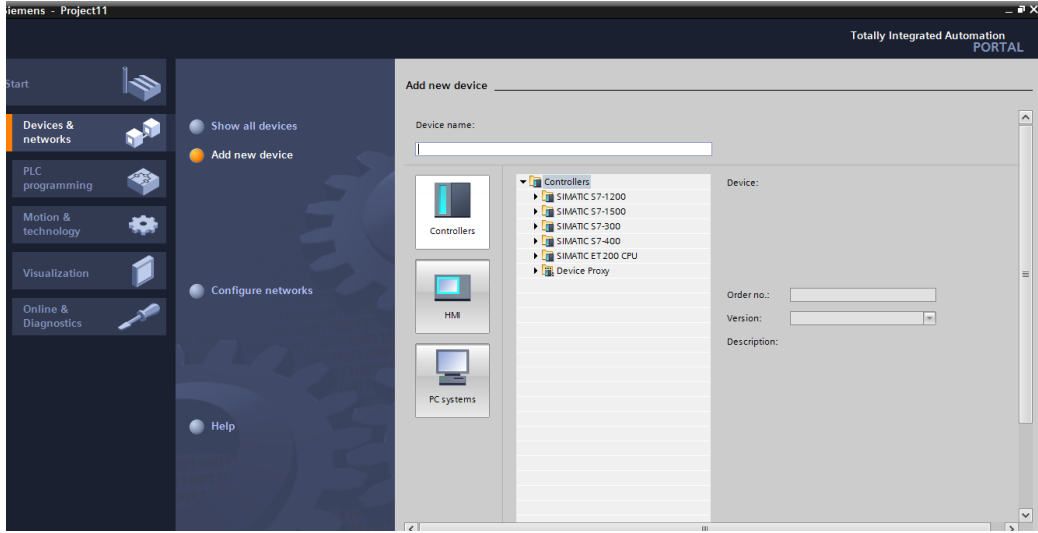 Siemens - Project11
Totally Integrated Automation
PORTAL
Start
Devices &
networks
PLC
programming
Motion &
technology
Visualization
Online &
Diagnostics
Show all devices
Add new device
Configure networks
Help
Add new device
Device name:
Controllers
HMI
PC systems
Controllers
SIMATIC S7-1200
SIMATIC S7-1500
SIMATIC S7-300
SIMATIC S7-400
SIMATIC ET 200 CPU
Device Proxy
Device:
Order no.:
Version:
Description: